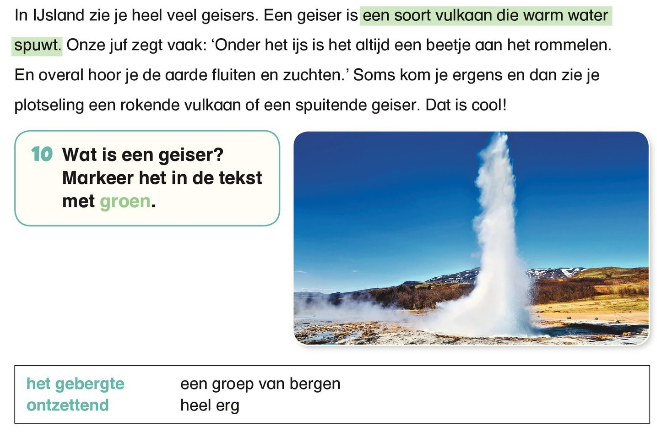 In IJsland zie je heel veel geisers. Een geiser is een soort vulkaan die warm water
spuwt. Onze juf zegt vaak: ‘Onder het ijs is het altijd een beetje aan het rommelen.
En overal hoor je de aarde fluiten en zuchten.’ Soms kom je ergens en dan zie je
plotseling een rokende vulkaan of een spuitende geiser. Dat is cool!
10 Wat is een geiser?
Markeer het in de tekst
met groen.
het gebergte een groep van bergen
ontzettend heel erg